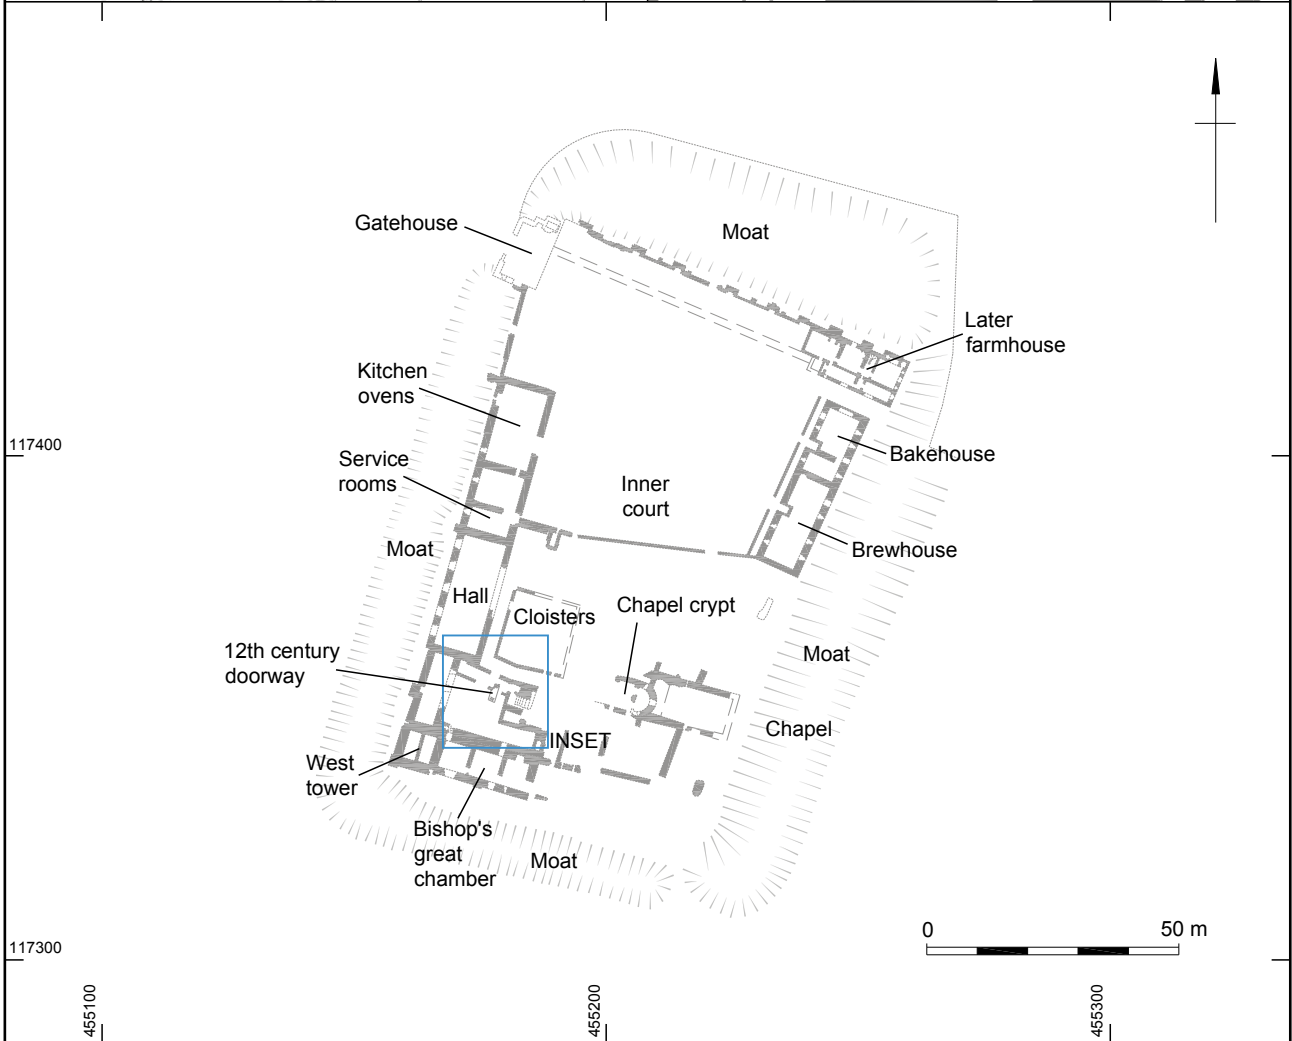 Gatehouse
Moat
Later
farmhouse
Kitchen
ovens
117400
Bakehouse
Service
rooms
Inner
court
Moat
Brewhouse
Hall
Chapel crypt
Cloisters
12th century
doorway
Moat
Chapel
INSET
West
tower
Bishop's
great
chamber
Moat
0
50 m
117300
455100
455200
455300